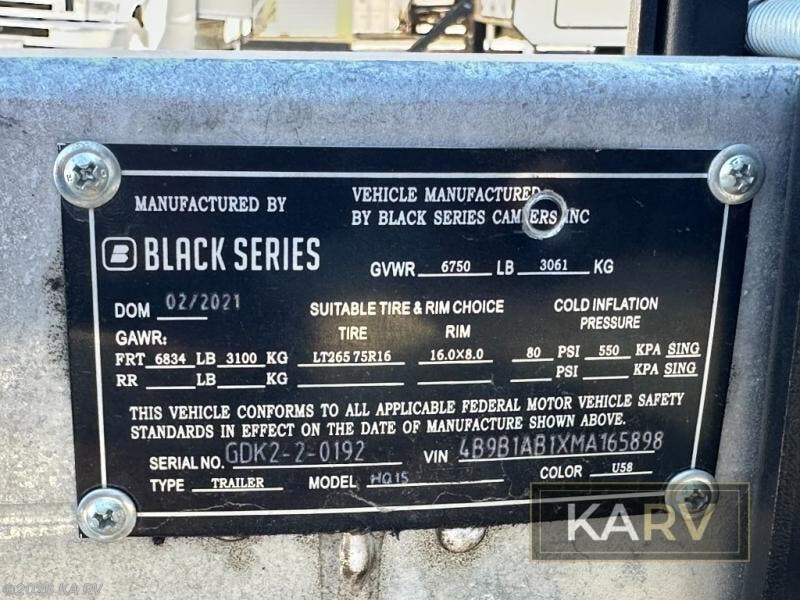 MANUFACTURED BY
VEHICLE MANUFACTURED
BY BLACK SERIES CAMPERS INC
B BLACK SERIES
GVWR 6750 LB 3061 KG
DOM 02/2021
SUITABLE TIRE & RIM CHOICE
COLD INFLATION
PRESSURE
GAWR: TIRE RIM
FRT 6834 LB 3100 KG LT265 75R16 16.0X8.0 80 PSI 550 KPA SING
RR LB KG PSI KPA SING
THIS VEHICLE CONFORMS TO ALL APPLICABLE FEDERAL MOTOR VEHICLE SAFETY
STANDARDS IN EFFECT ON THE DATE OF MANUFACTURE SHOWN ABOVE.
SERIAL NO. GDK2-2-0192 VIN 4B9B1AB1XMA165898
TYPE TRAILER MODEL HQ15 COLOR U58
KARV
KA RV